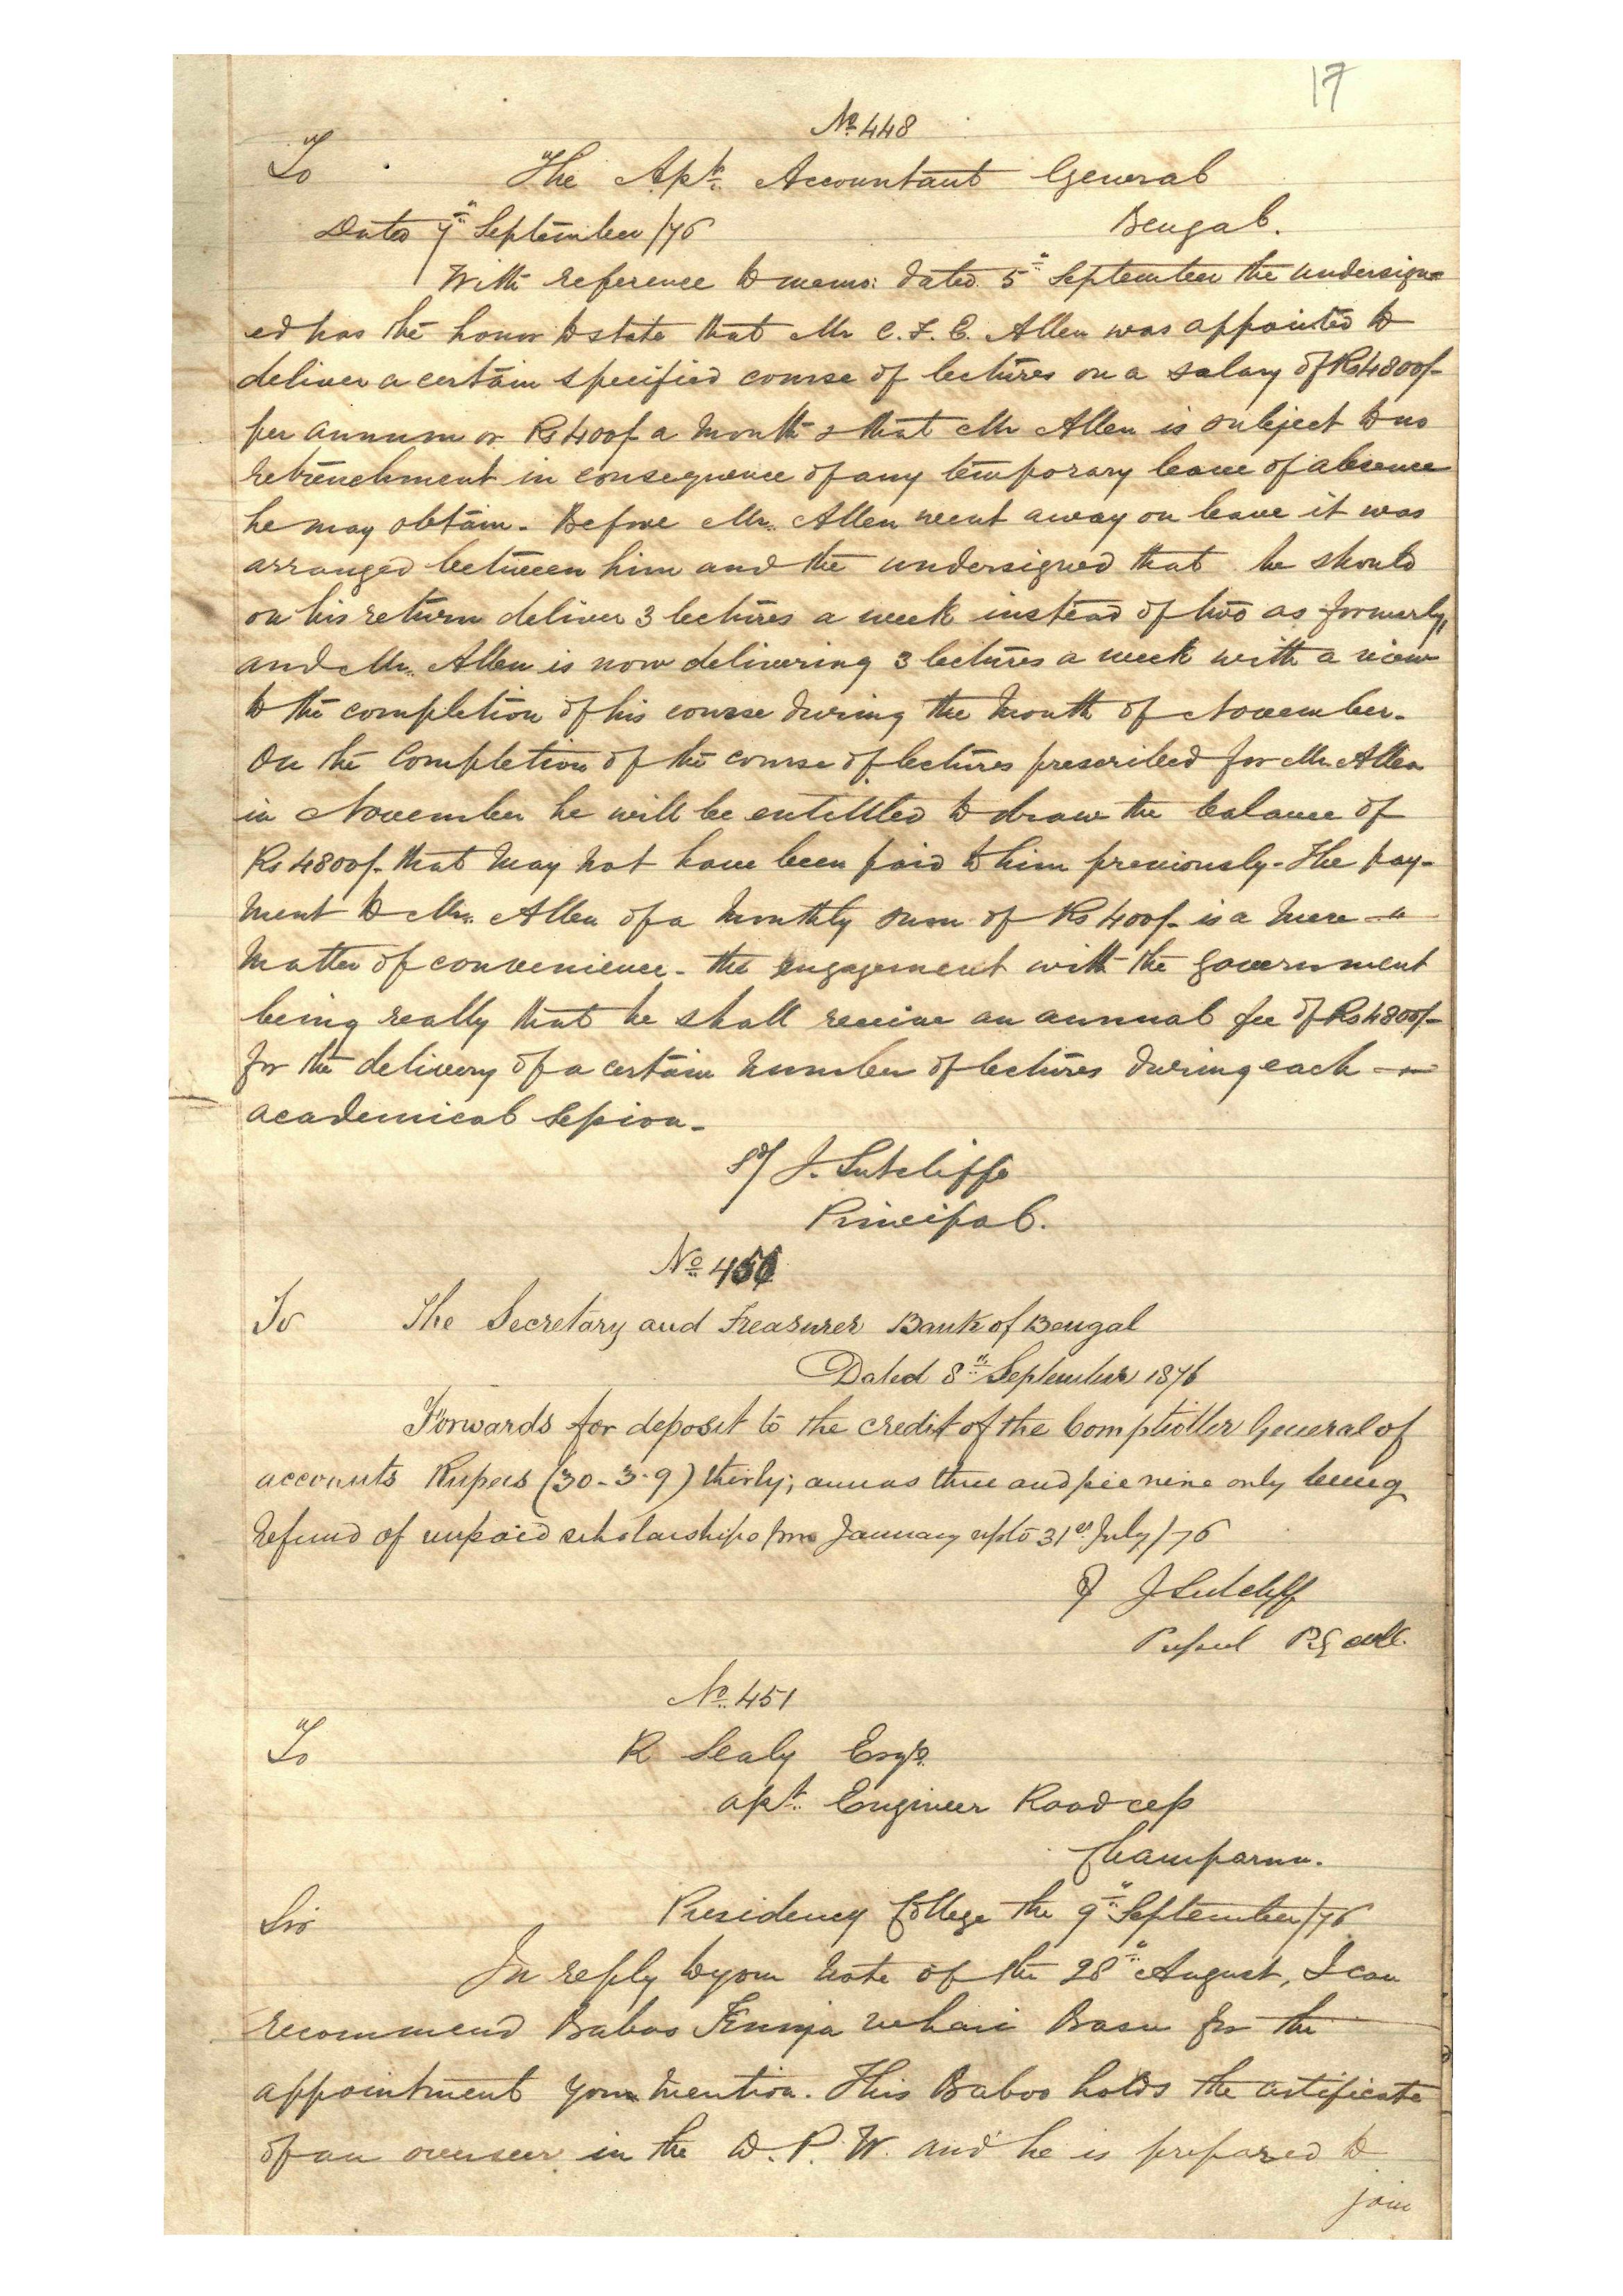 17
No. 448
To The Asst. Accountant General
Dated 7th September/76 Bengal.
With reference to memo: dated 5th September the undersign-
ed has the honor to state that Mr C. F. E. Allen was appointed to
deliver a certain specified course of lectures on a salary of Rs 4800/-
per annum or Rs 400/- a month & that Mr Allen is subject to no
retrenchment in consequence of any temporary leave of absence
he may obtain. Before Mr. Allen went away on leave it was
arranged between him and the undersigned that he should
on his return deliver 3 lectures a week instead of two as formerly,
and Mr. Allen is now delivering 3 lectures a week with a view
to the completion of his course during the month of November.
On the Completion of the course of lectures prescribed for Mr. Allen
in November he will be entittled to draw the balance of
Rs 4800/- that may not have been paid to him previously - The pay-
ment to Mr. Allen of a monthly sum of Rs 400/- is a mere
matter of convenience - the engagement with the government
being really that he shall receive an annual fee of Rs 4800/-
for the delivery of a certain number of lectures during each
academical session.
Sd/ J. Sutcliffe
Principal.
No. 450
To The Secretary and Treasurer Bank of Bengal
Dated 8th September 1876
Forwards for deposit to the credit of the Comptroller General of
accounts Rupees (30-3-9) thirty; annas three and pie nine only being
refund of unpaid scholarships from January upto 31st July/76
J Sutcliff
No. 451
To R Sealy Esqr.
asst. Engineer Road cess
Champarun.
Sir Presidency College the 9th September/76
In reply to your note of the 28th August, I can
recommend Baboo Basu for the
appointment you mention. This Baboo holds the certificate
of an overseer in the D. P. W. and he is prepared to
join